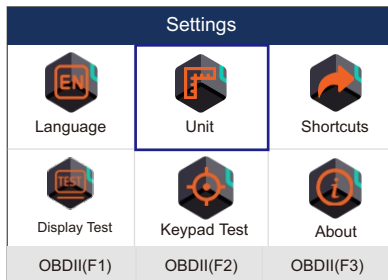 Settings
EN
Language
Unit
Shortcuts
TEST
Display Test
Keypad Test
i
About
OBDII(F1)
OBDII(F2)
OBDII(F3)